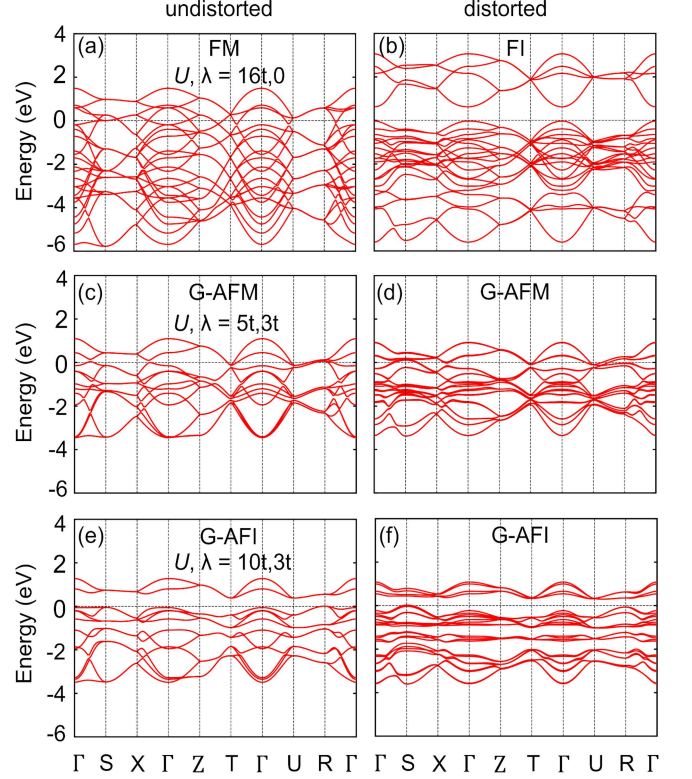 undistorted distorted
(a) FM (b) FI
U, λ = 16t,0
4
2
0
-2
-4
-6
Energy (eV)
(c) G-AFM (d) G-AFM
U, λ = 5t,3t
4
2
0
-2
-4
-6
Energy (eV)
(e) G-AFI (f) G-AFI
U, λ = 10t,3t
4
2
0
-2
-4
-6
Energy (eV)
Γ S X Γ Z T Γ U R Γ Γ S X Γ Z T Γ U R Γ